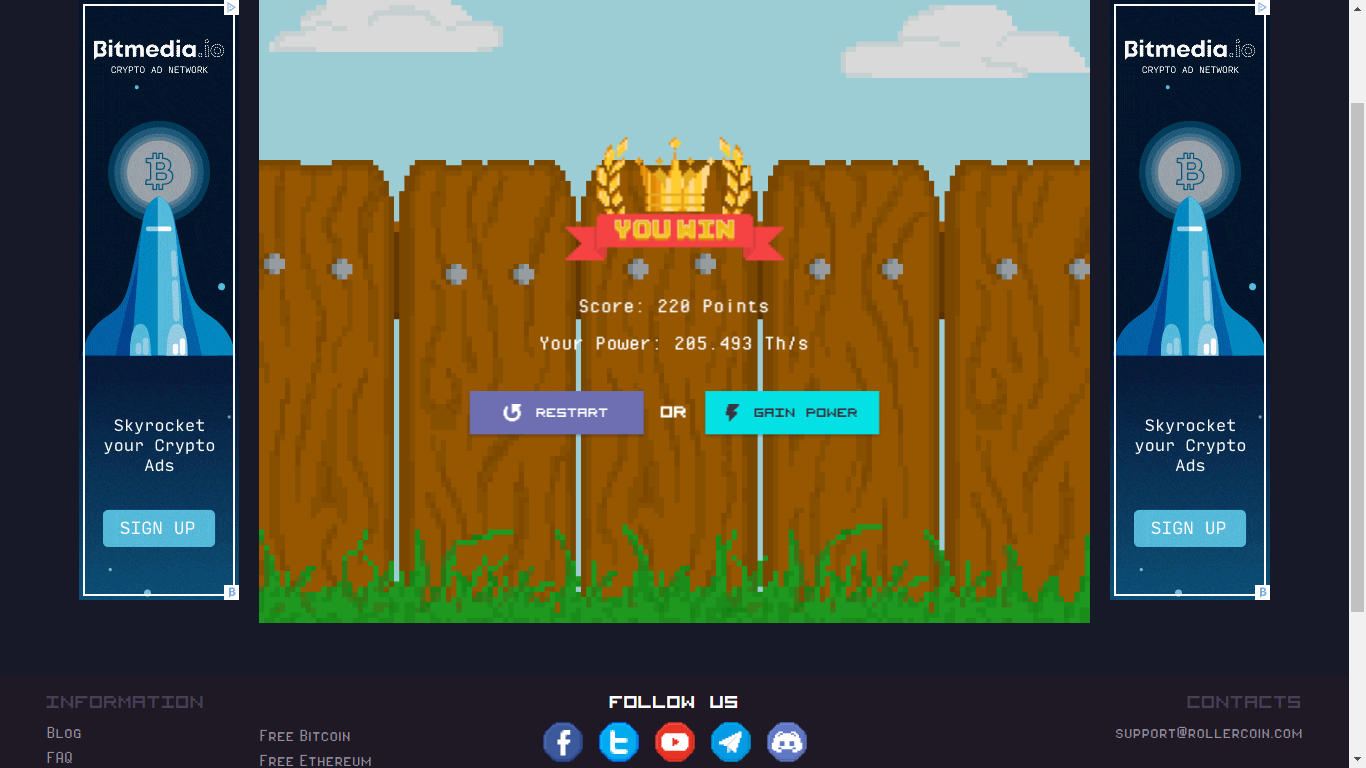 Bitmedia.io
CRYPTO AD NETWORK
B
Skyrocket
your Crypto
Ads
SIGN UP
B
YOU WIN
Score: 220 Points
Your Power: 205.493 Th/s
RESTART
OR
GAIN POWER
Bitmedia.io
CRYPTO AD NETWORK
B
Skyrocket
your Crypto
Ads
SIGN UP
B
INFORMATION
Blog
FAQ
Free Bitcoin
Free Ethereum
FOLLOW US
CONTACTS
support@rollercoin.com